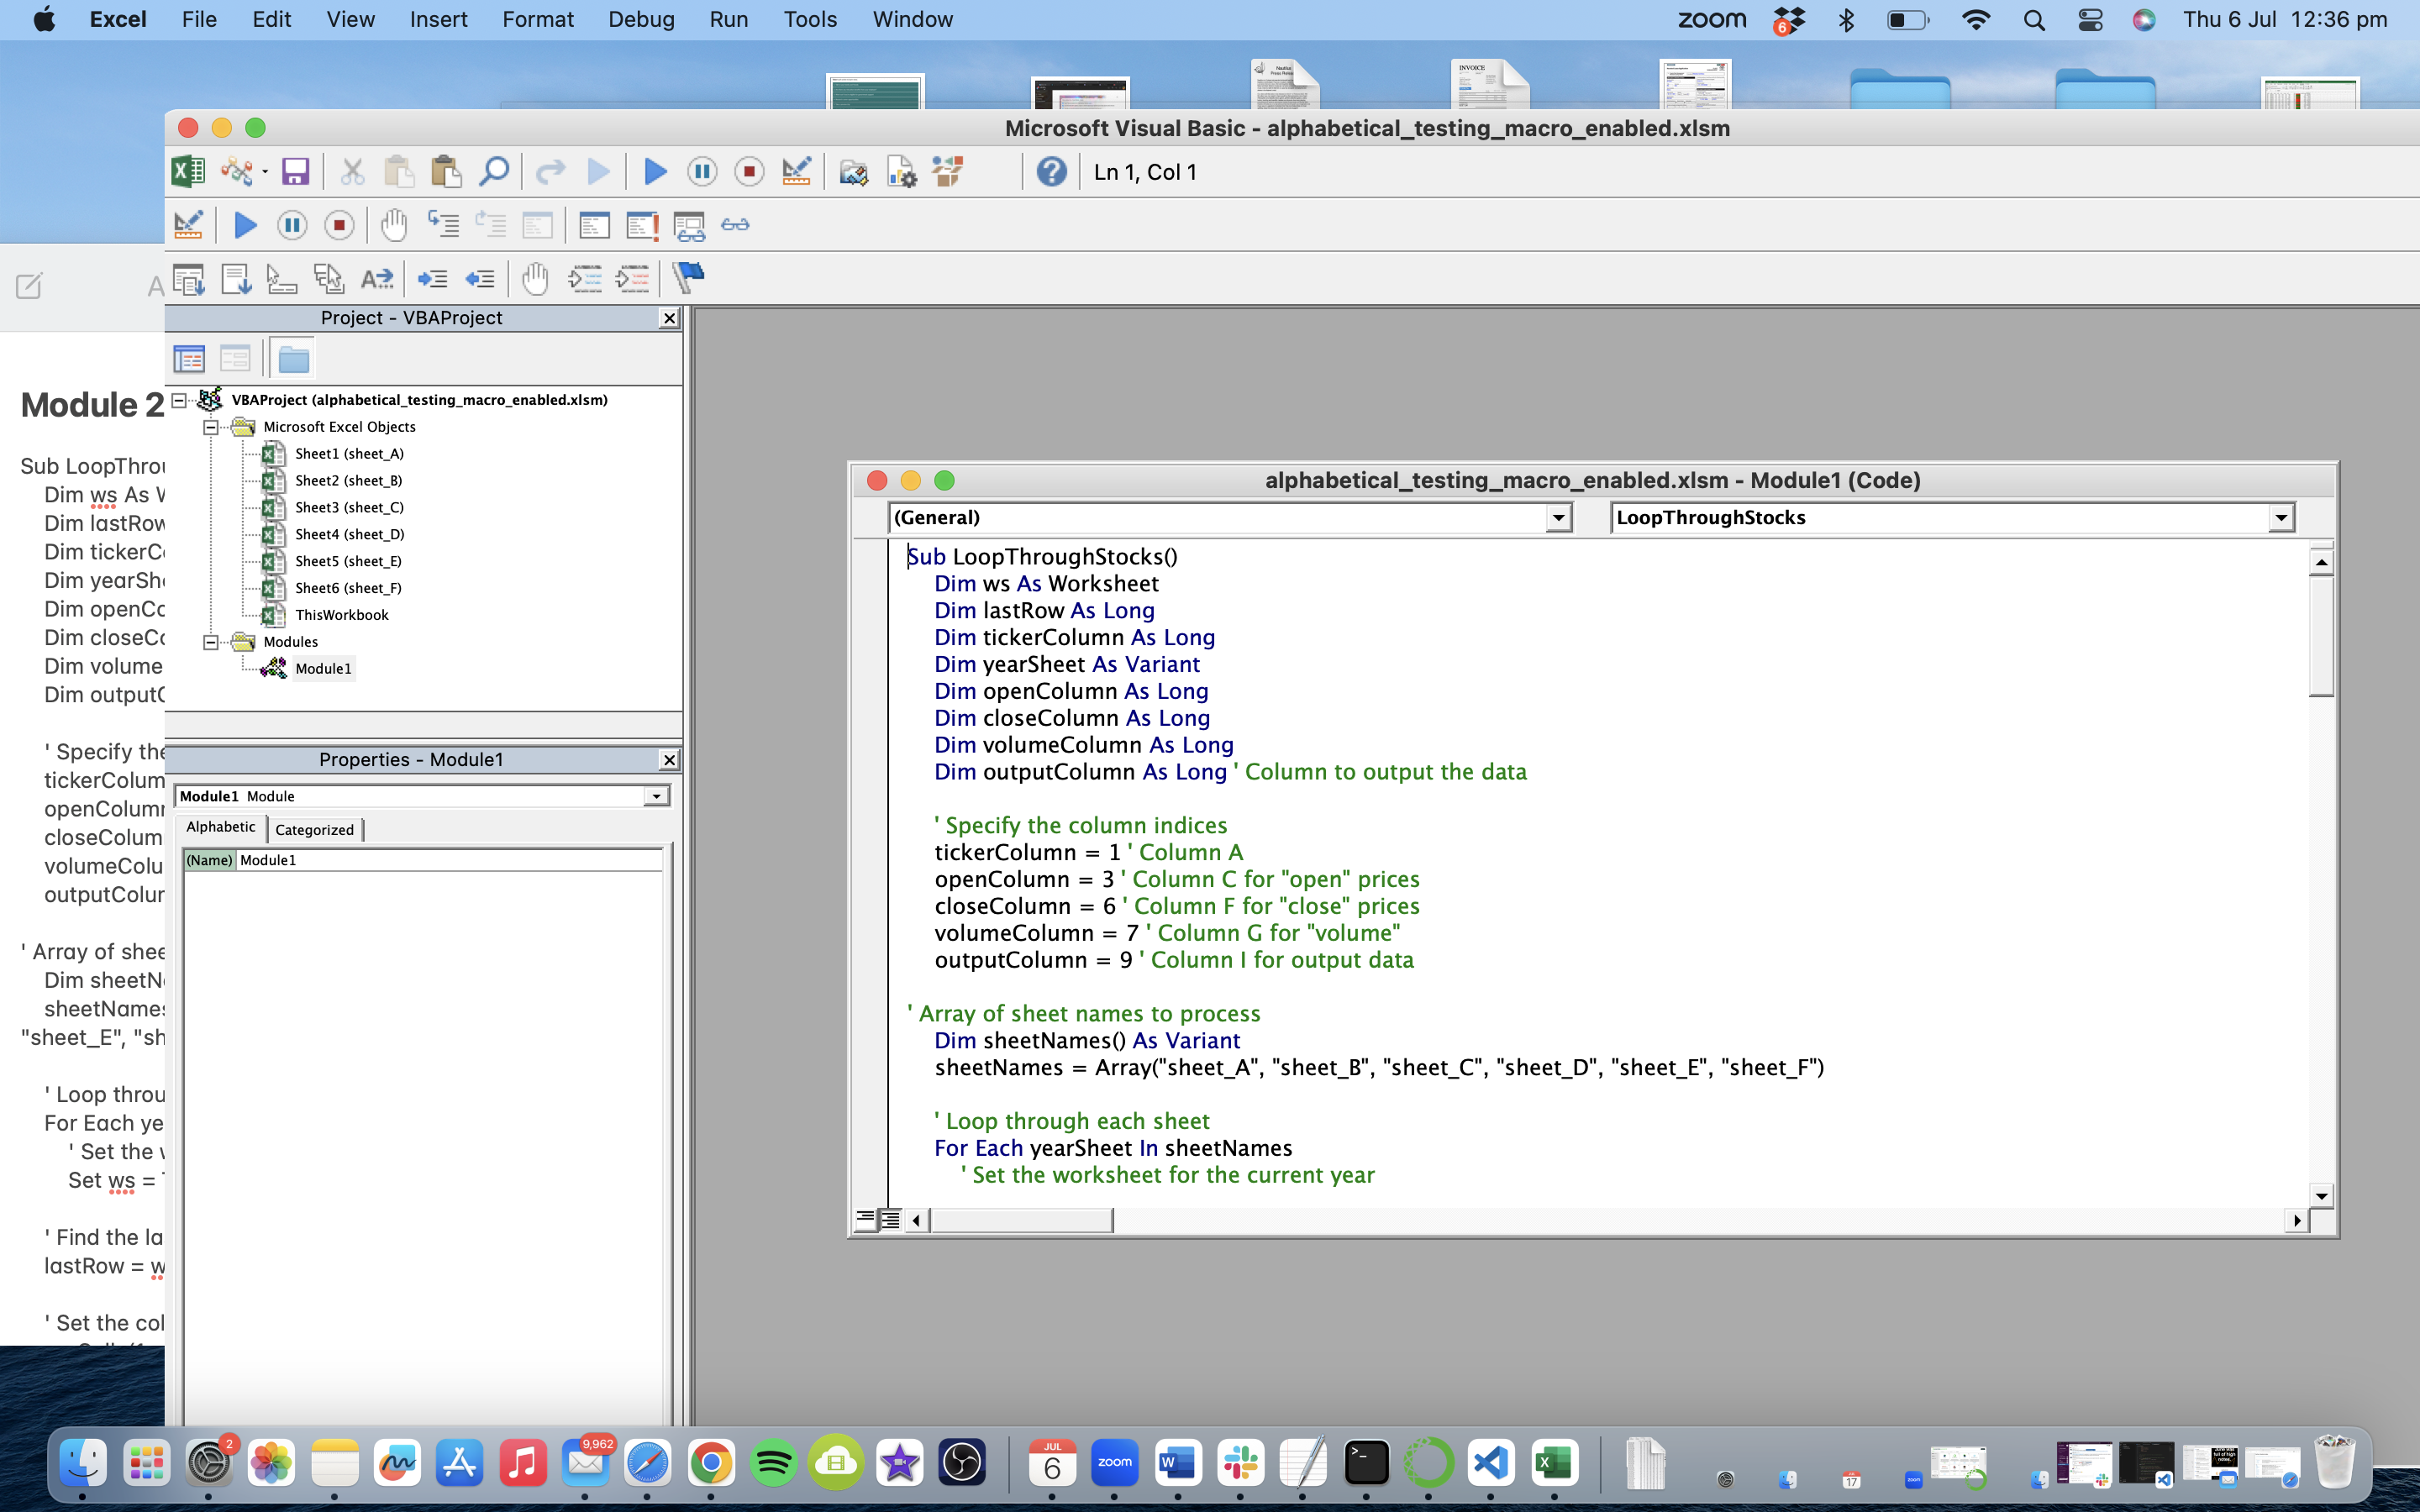 Excel File Edit View Insert Format Debug Run Tools Window zoom 6 Thu 6 Jul 12:36 pm
INVOICE
Microsoft Visual Basic - alphabetical_testing_macro_enabled.xlsm
Ln 1, Col 1
Project - VBAProject
VBAProject (alphabetical_testing_macro_enabled.xlsm)
Microsoft Excel Objects
Sheet1 (sheet_A)
Sheet2 (sheet_B)
Sheet3 (sheet_C)
Sheet4 (sheet_D)
Sheet5 (sheet_E)
Sheet6 (sheet_F)
ThisWorkbook
Modules
Module1
Properties - Module1
Module1 Module
Alphabetic Categorized
(Name) Module1
Module 2
Sub LoopThrou
Dim ws As W
Dim lastRow
Dim tickerC
Dim yearShe
Dim openCo
Dim closeCo
Dim volume
Dim outputC
' Specify the
tickerColum
openColumn
closeColum
volumeColu
outputColur
' Array of shee
Dim sheetN
sheetNames
"sheet_E", "sh
' Loop throu
For Each ye
' Set the w
Set ws =
' Find the la
lastRow = w
' Set the col
alphabetical_testing_macro_enabled.xlsm - Module1 (Code)
(General) LoopThroughStocks
Sub LoopThroughStocks()
Dim ws As Worksheet
Dim lastRow As Long
Dim tickerColumn As Long
Dim yearSheet As Variant
Dim openColumn As Long
Dim closeColumn As Long
Dim volumeColumn As Long
Dim outputColumn As Long ' Column to output the data
' Specify the column indices
tickerColumn = 1 ' Column A
openColumn = 3 ' Column C for "open" prices
closeColumn = 6 ' Column F for "close" prices
volumeColumn = 7 ' Column G for "volume"
outputColumn = 9 ' Column I for output data
' Array of sheet names to process
Dim sheetNames() As Variant
sheetNames = Array("sheet_A", "sheet_B", "sheet_C", "sheet_D", "sheet_E", "sheet_F")
' Loop through each sheet
For Each yearSheet In sheetNames
' Set the worksheet for the current year
2 9,962 JUL 6 zoom W X 17